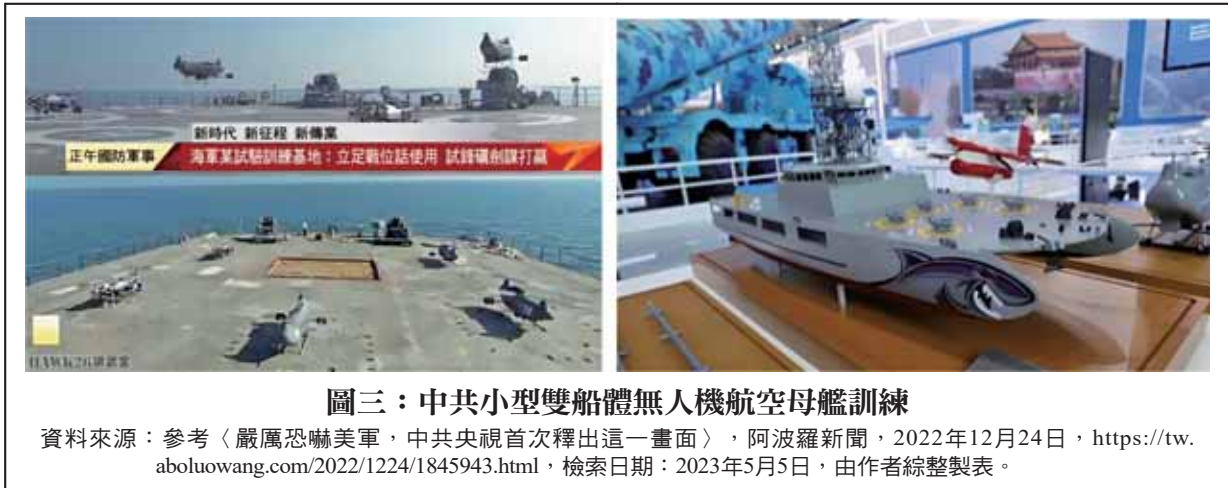 新時代 新征程 新傳業
正午國防軍事
海軍某試驗訓練基地：立足戰位話使用 試鋒礪劍謀打贏
圖三：中共小型雙船體無人機航空母艦訓練
資料來源：參考〈嚴厲恐嚇美軍，中共央視首次釋出這一畫面〉，阿波羅新聞，2022年12月24日，https://tw.
aboluowang.com/2022/1224/1845943.html，檢索日期：2023年5月5日，由作者綜整製表。